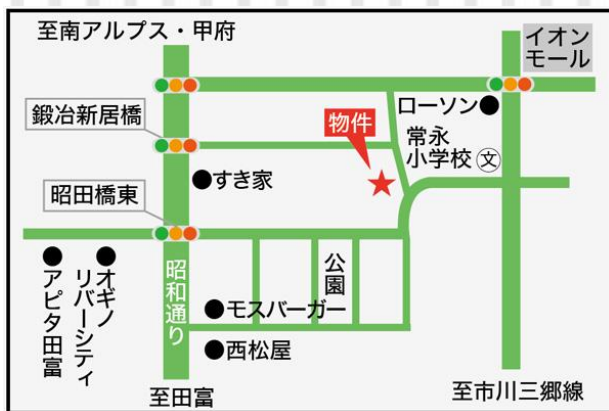 至南アルプス・甲府
イオン
モール
鍛冶新居橋
物件
ローソン
常永
小学校
文
すき家
昭田橋東
昭和通り
公園
オギノ
リバーシティ
アピタ田富
モスバーガー
西松屋
至田富
至市川三郷線